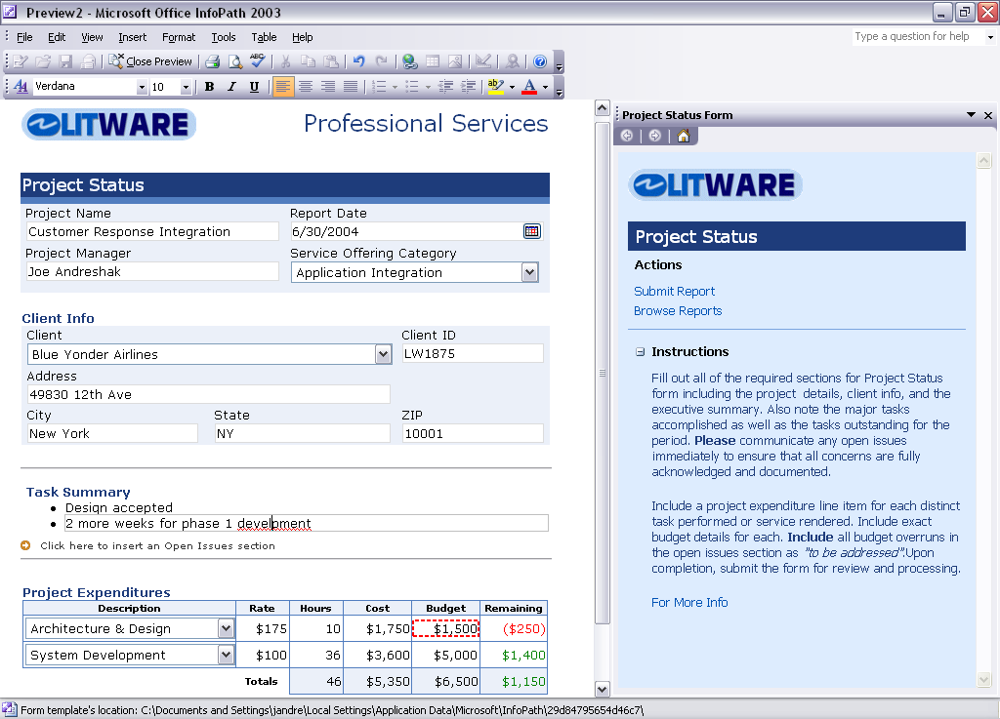 Preview2 - Microsoft Office InfoPath 2003
File Edit View Insert Format Tools Table Help
Type a question for help
Close Preview
Verdana 10 B I U
LITWARE
Professional Services
Project Status
Project Name Report Date
Customer Response Integration 6/30/2004
Project Manager Service Offering Category
Joe Andreshak Application Integration
Client Info
Client Client ID
Blue Yonder Airlines LW1875
Address
49830 12th Ave
City State ZIP
New York NY 10001
Task Summary
• Design accepted
• 2 more weeks for phase 1 develpment
Click here to insert an Open Issues section
Project Expenditures
Description Rate Hours Cost Budget Remaining
Architecture & Design $175 10 $1,750 $1,500 ($250)
System Development $100 36 $3,600 $5,000 $1,400
Totals 46 $5,350 $6,500 $1,150
Project Status Form
LITWARE
Project Status
Actions
Submit Report
Browse Reports
Instructions
Fill out all of the required sections for Project Status
form including the project details, client info, and the
executive summary. Also note the major tasks
accomplished as well as the tasks outstanding for the
period. Please communicate any open issues
immediately to ensure that all concerns are fully
acknowledged and documented.
Include a project expenditure line item for each distinct
task performed or service rendered. Include exact
budget details for each. Include all budget overruns in
the open issues section as "to be addressed".Upon
completion, submit the form for review and processing.
For More Info
Form template's location: C:\Documents and Settings\jandre\Local Settings\Application Data\Microsoft\InfoPath\29d84795654d46c7\